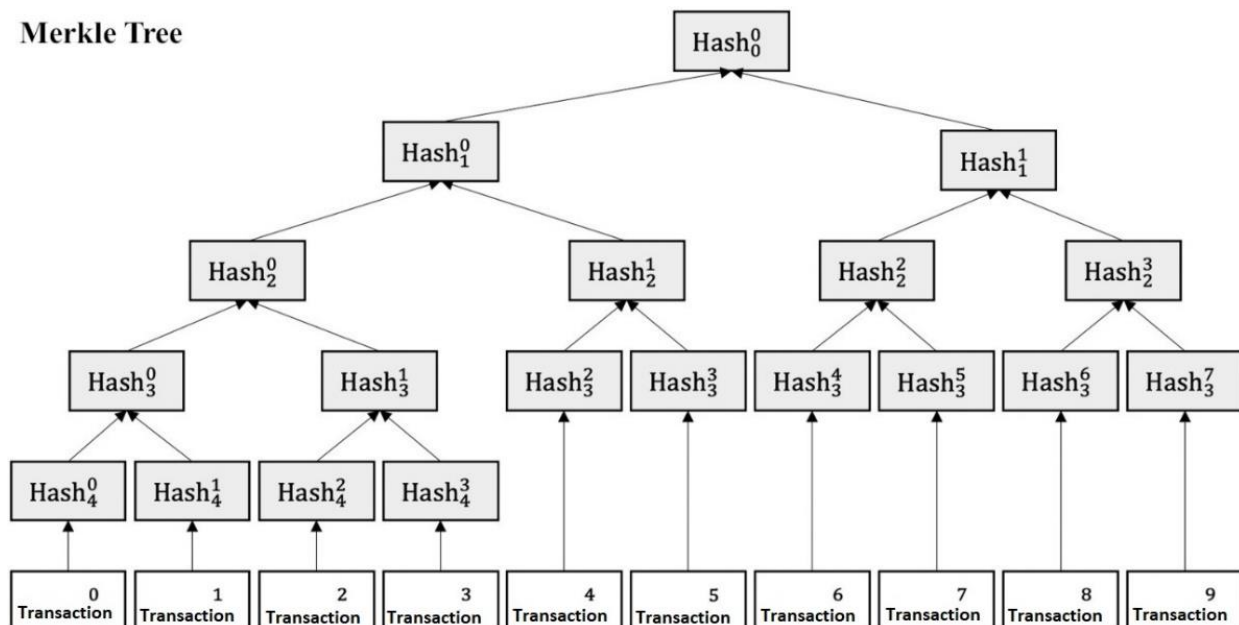 Merkle Tree
Hash₀⁰
Hash₁⁰
Hash₁¹
Hash₂⁰
Hash₂¹
Hash₂²
Hash₂³
Hash₃⁰
Hash₃¹
Hash₃²
Hash₃³
Hash₃⁴
Hash₃⁵
Hash₃⁶
Hash₃⁷
Hash₄⁰
Hash₄¹
Hash₄²
Hash₄³
0
Transaction
1
Transaction
2
Transaction
3
Transaction
4
Transaction
5
Transaction
6
Transaction
7
Transaction
8
Transaction
9
Transaction